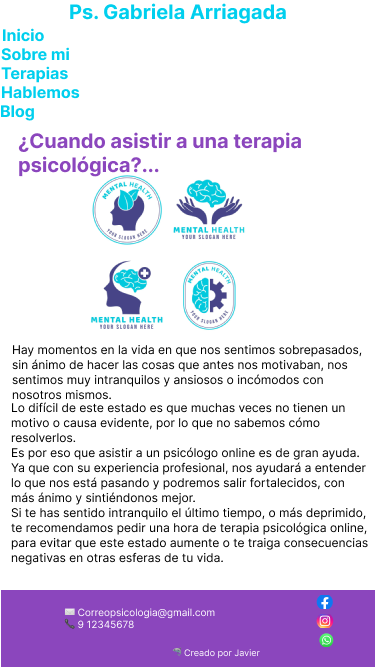 Ps. Gabriela Arriagada
Inicio
Sobre mi
Terapias
Hablemos
Blog
¿Cuando asistir a una terapia
psicológica?...
MENTAL HEALTH
YOUR SLOGAN HERE
MENTAL HEALTH
YOUR SLOGAN HERE
MENTAL HEALTH
YOUR SLOGAN HERE
MENTAL HEALTH
YOUR SLOGAN HERE
Hay momentos en la vida en que nos sentimos sobrepasados,
sin ánimo de hacer las cosas que antes nos motivaban, nos
sentimos muy intranquilos y ansiosos o incómodos con
nosotros mismos.
Lo difícil de este estado es que muchas veces no tienen un
motivo o causa evidente, por lo que no sabemos cómo
resolverlos.
Es por eso que asistir a un psicólogo online es de gran ayuda.
Ya que con su experiencia profesional, nos ayudará a entender
lo que nos está pasando y podremos salir fortalecidos, con
más ánimo y sintiéndonos mejor.
Si te has sentido intranquilo el último tiempo, o más deprimido,
te recomendamos pedir una hora de terapia psicológica online,
para evitar que este estado aumente o te traiga consecuencias
negativas en otras esferas de tu vida.
Correopsicologia@gmail.com
9 12345678
Creado por Javier